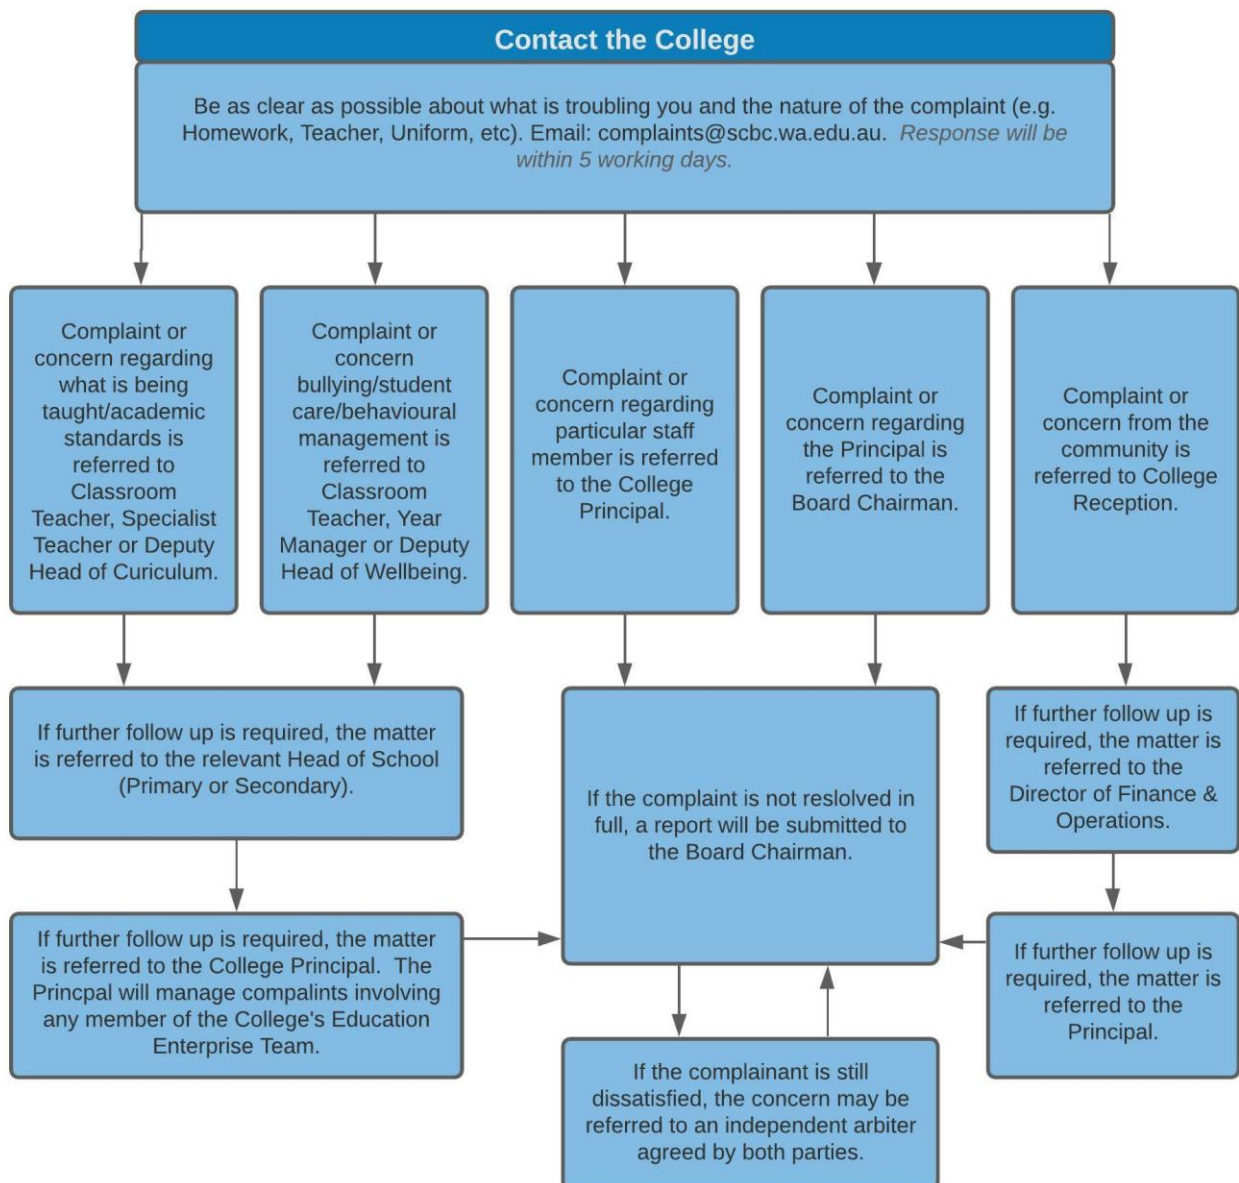 Contact the College
Be as clear as possible about what is troubling you and the nature of the complaint (e.g.
Homework, Teacher, Uniform, etc). Email: complaints@scbc.wa.edu.au.  Response will be
within 5 working days.
Complaint or
concern regarding
what is being
taught/academic
standards is
referred to
Classroom
Teacher, Specialist
Teacher or Deputy
Head of Curiculum.
Complaint or
concern
bullying/student
care/behavioural
management is
referred to
Classroom
Teacher, Year
Manager or Deputy
Head of Wellbeing.
Complaint or
concern regarding
particular staff
member is referred
to the College
Principal.
Complaint or
concern regarding
the Principal is
referred to the
Board Chairman.
Complaint or
concern from the
community is
referred to College
Reception.
If further follow up is required, the matter
is referred to the relevant Head of School
(Primary or Secondary).
If the complaint is not reslolved in
full, a report will be submitted to
the Board Chairman.
If further follow up is
required, the matter is
referred to the
Director of Finance &
Operations.
If further follow up is required, the matter
is referred to the College Principal.  The
Princpal will manage compalints involving
any member of the College's Education
Enterprise Team.
If further follow up is
required, the matter is
referred to the
Principal.
If the complainant is still
dissatisfied, the concern may be
referred to an independent arbiter
agreed by both parties.